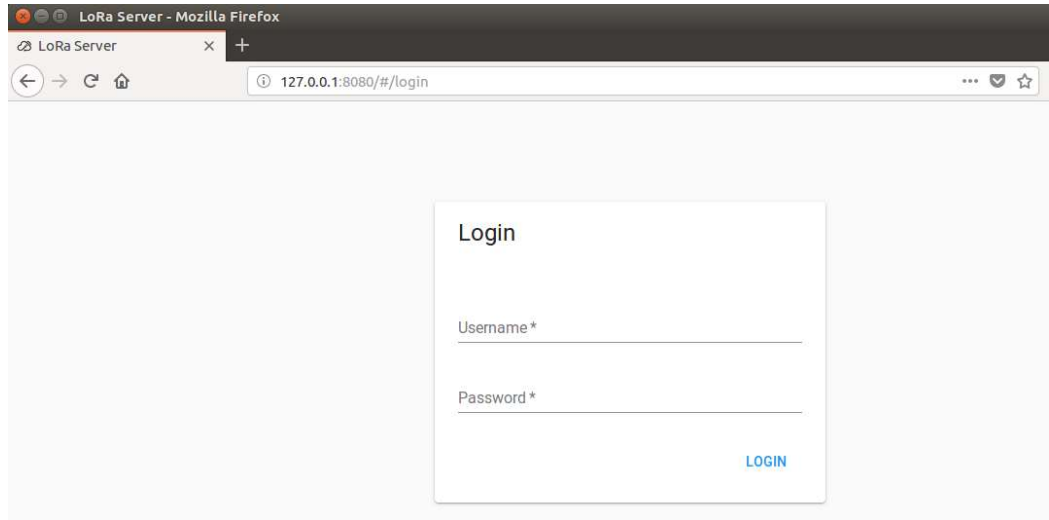 LoRa Server - Mozilla Firefox
LoRa Server
127.0.0.1:8080/#/login
Login
Username *
Password *
LOGIN